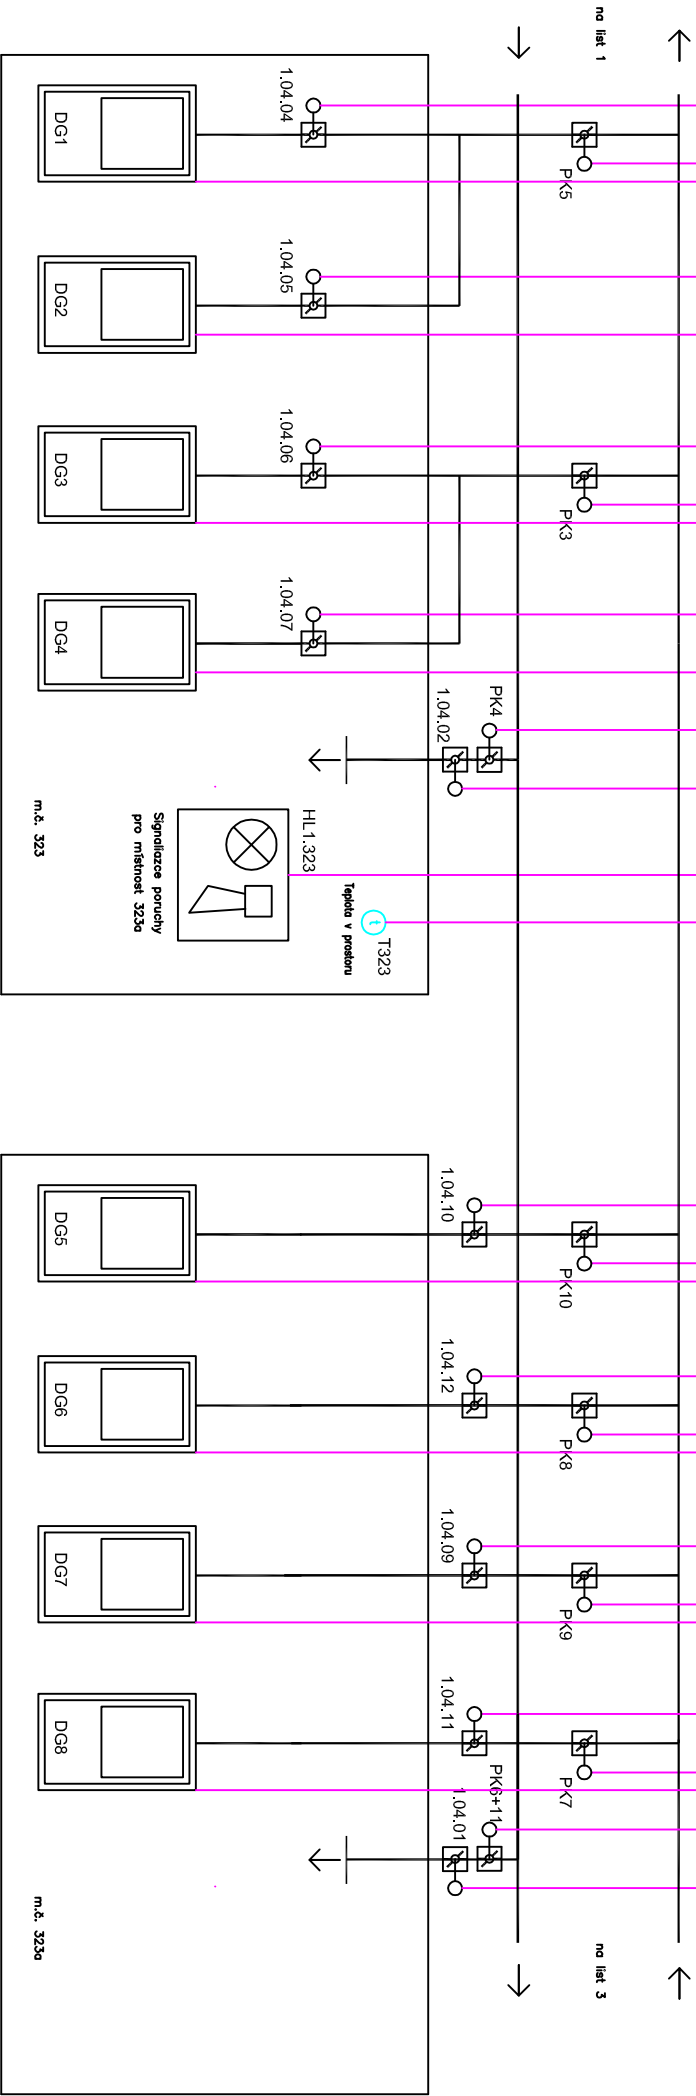 na list 1
PK5
PK3
PK10
PK8
PK9
PK7
na list 3
PK4
1.04.02
PK6+11
1.04.01
1.04.10
1.04.12
1.04.09
1.04.11
1.04.04
1.04.05
1.04.06
1.04.07
T323
t
Teplota v prostoru
HL1.323
Signaliazce poruchy
pro místnost 323a
DG1
DG2
DG3
DG4
DG5
DG6
DG7
DG8
m.č. 323
m.č. 323a